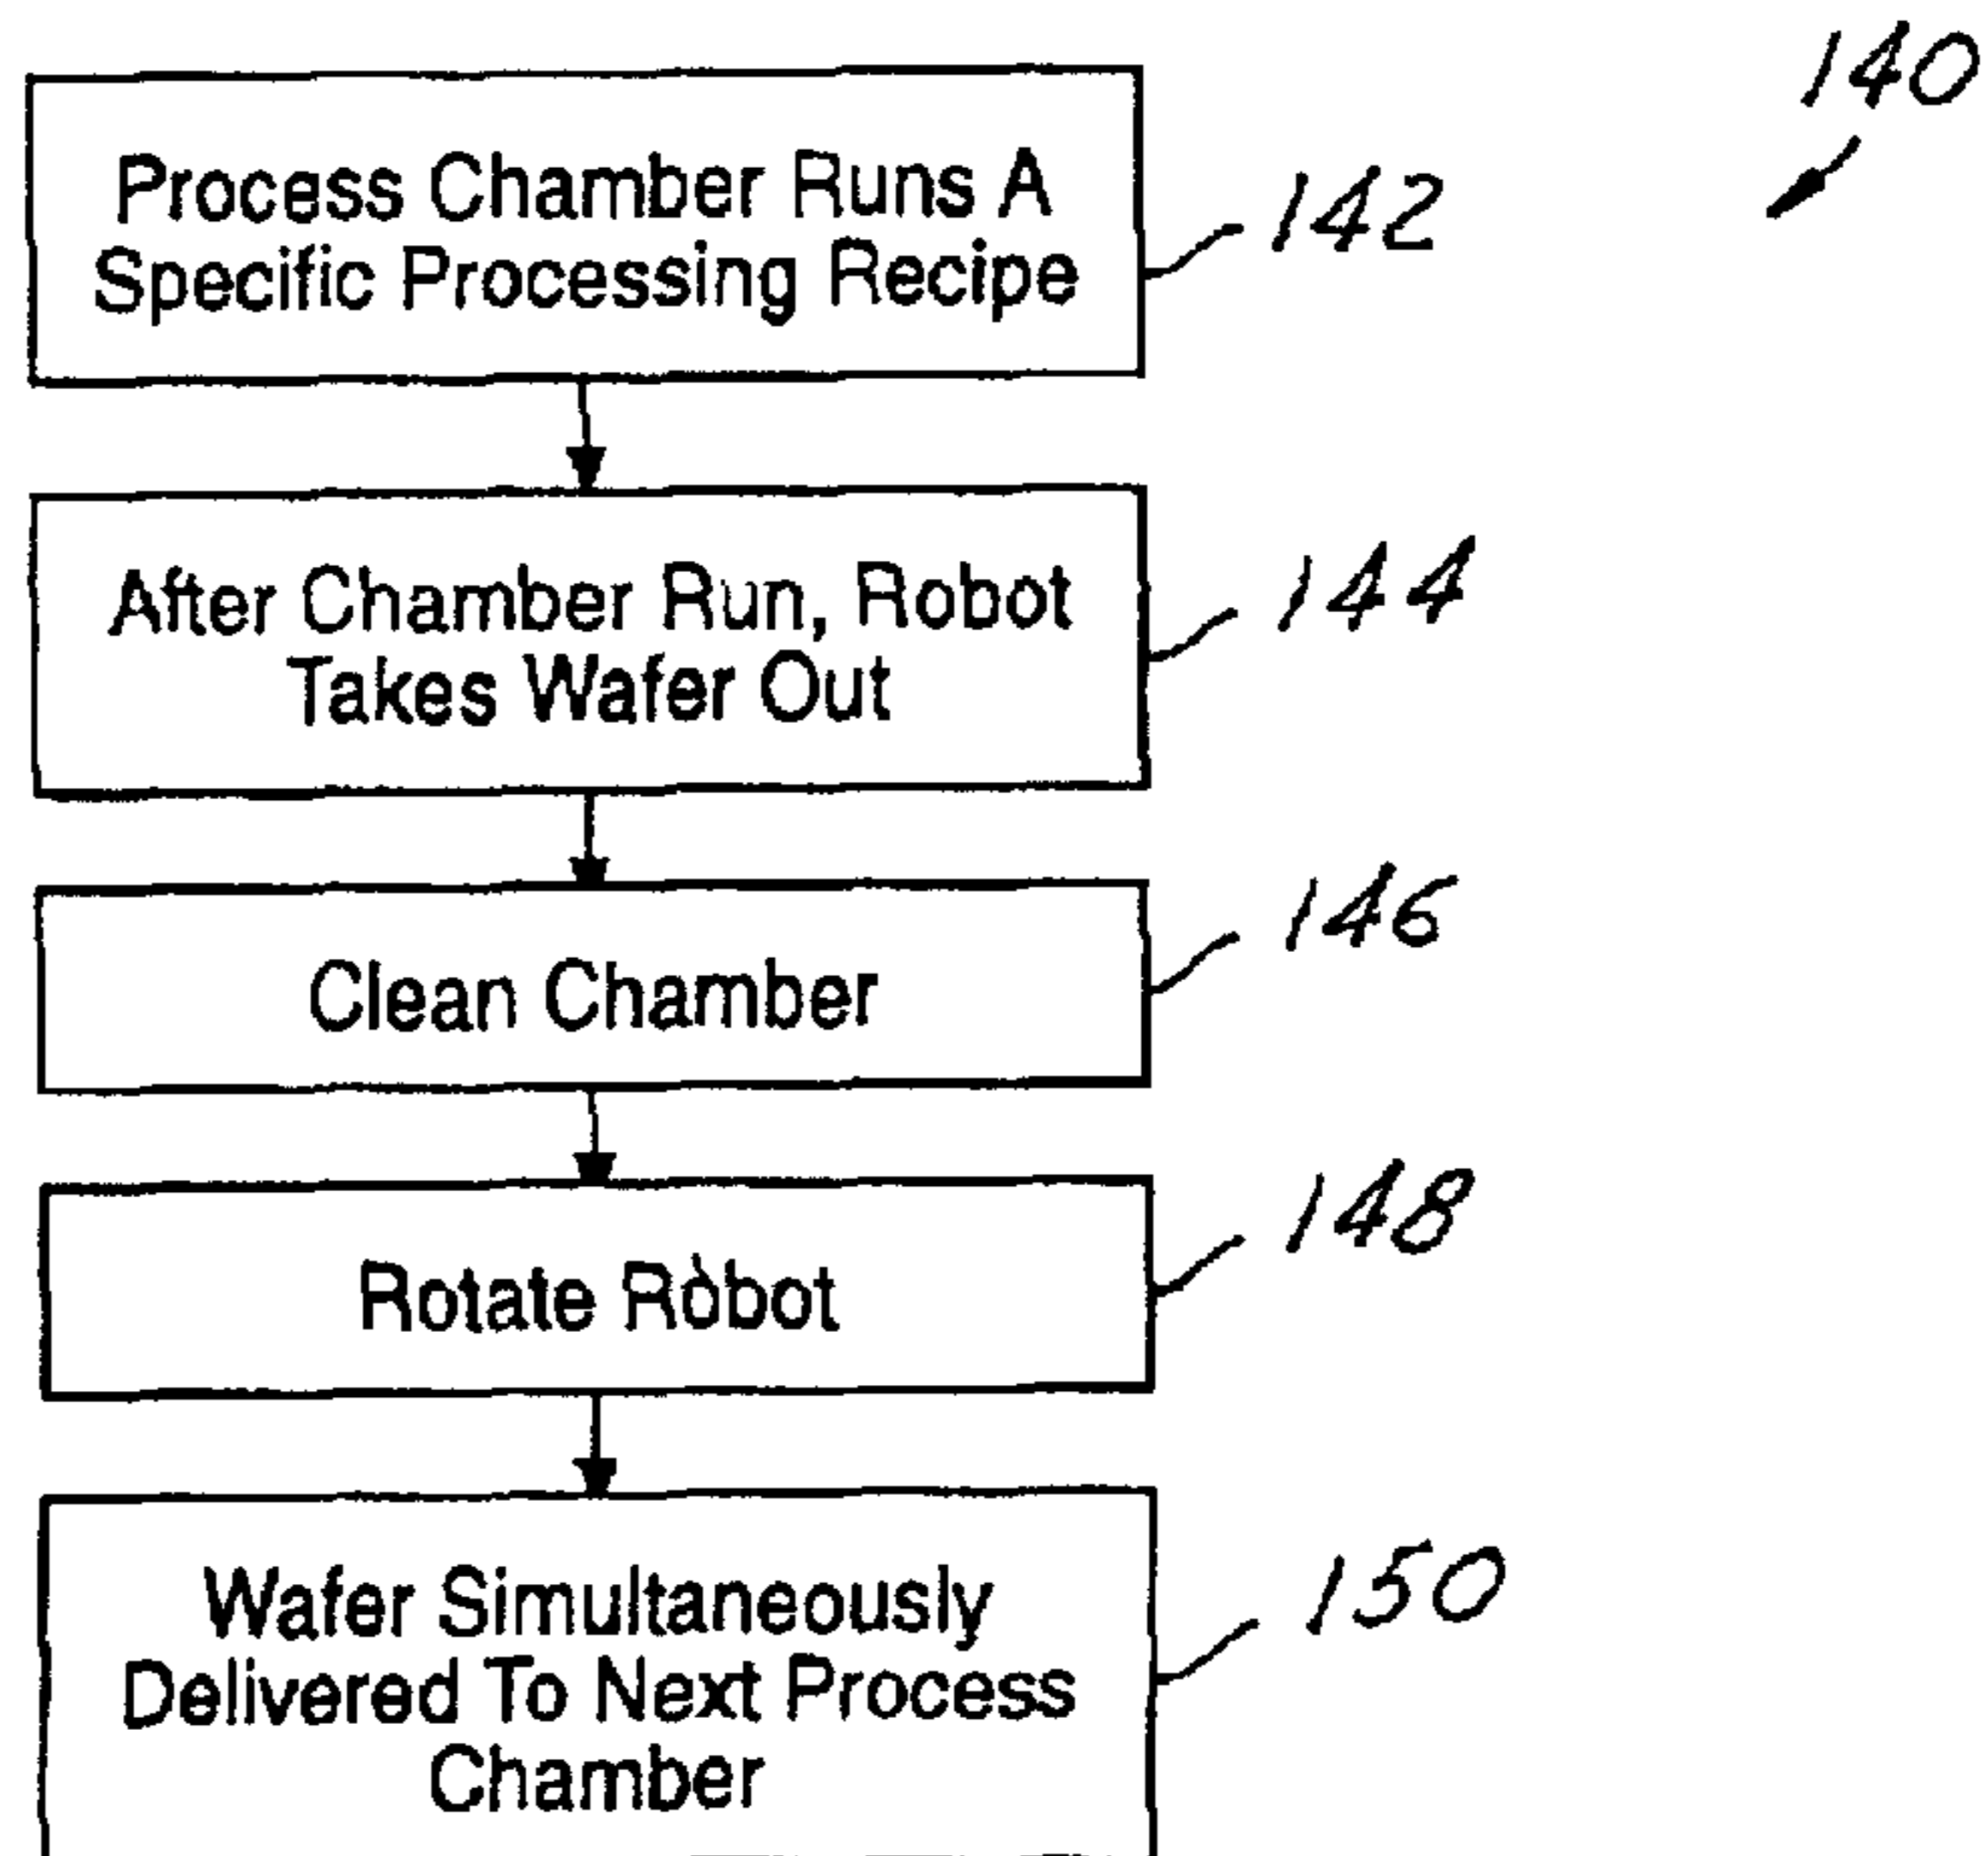 140
Process Chamber Runs A
Specific Processing Recipe
142
After Chamber Run, Robot
Takes Wafer Out
144
Clean Chamber
146
Rotate Robot
148
Wafer Simultaneously
Delivered To Next Process
Chamber
150